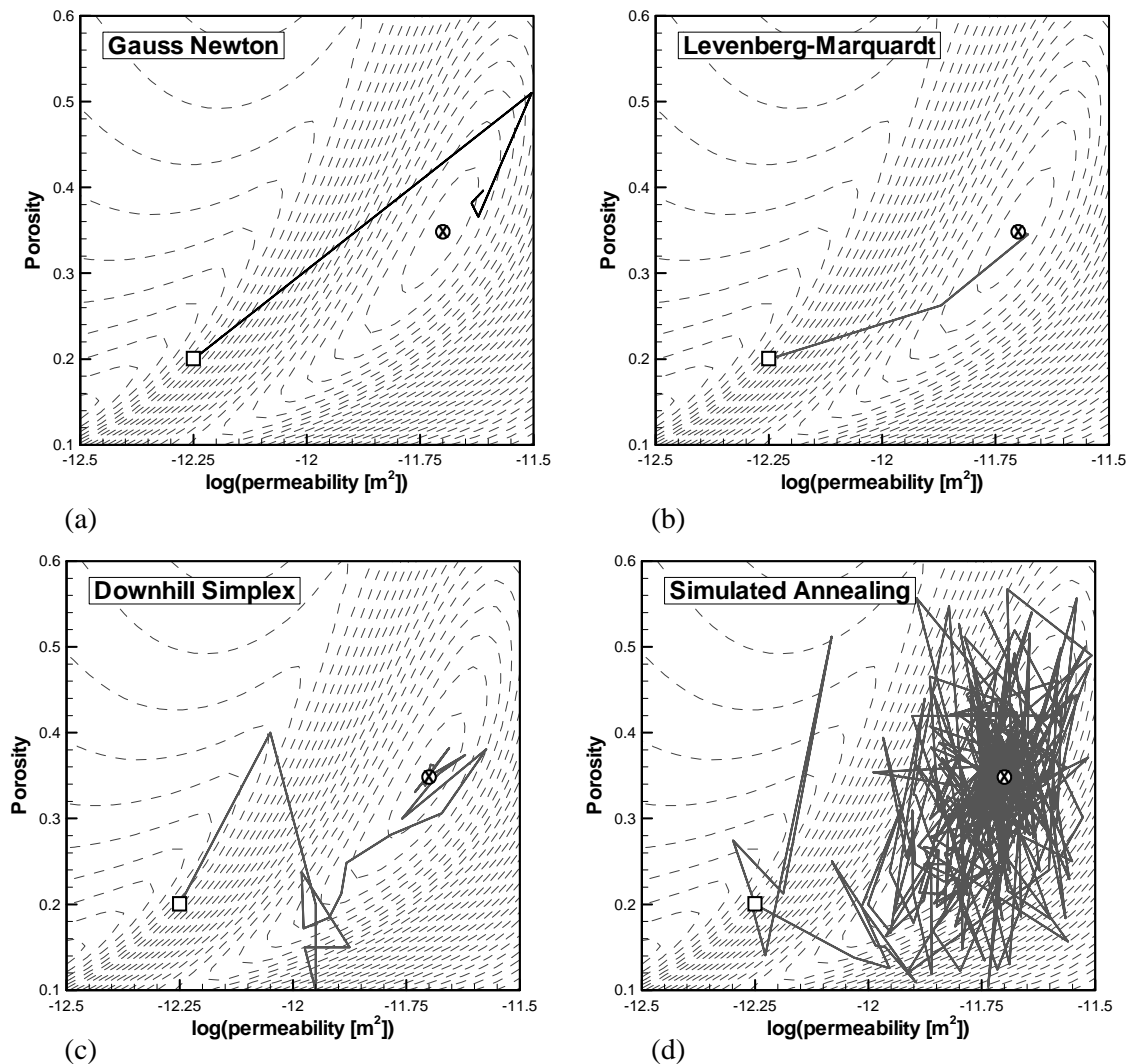 Gauss Newton
0.6
0.5
0.4
0.3
0.2
0.1
Porosity
-12.5
-12.25
-12
-11.75
-11.5
log(permeability [m²])
X
(a)
Levenberg-Marquardt
0.6
0.5
0.4
0.3
0.2
0.1
Porosity
-12.5
-12.25
-12
-11.75
-11.5
log(permeability [m²])
X
(b)
Downhill Simplex
0.6
0.5
0.4
0.3
0.2
0.1
Porosity
-12.5
-12.25
-12
-11.75
-11.5
log(permeability [m²])
X
(c)
Simulated Annealing
0.6
0.5
0.4
0.3
0.2
0.1
Porosity
-12.5
-12.25
-12
-11.75
-11.5
log(permeability [m²])
X
(d)